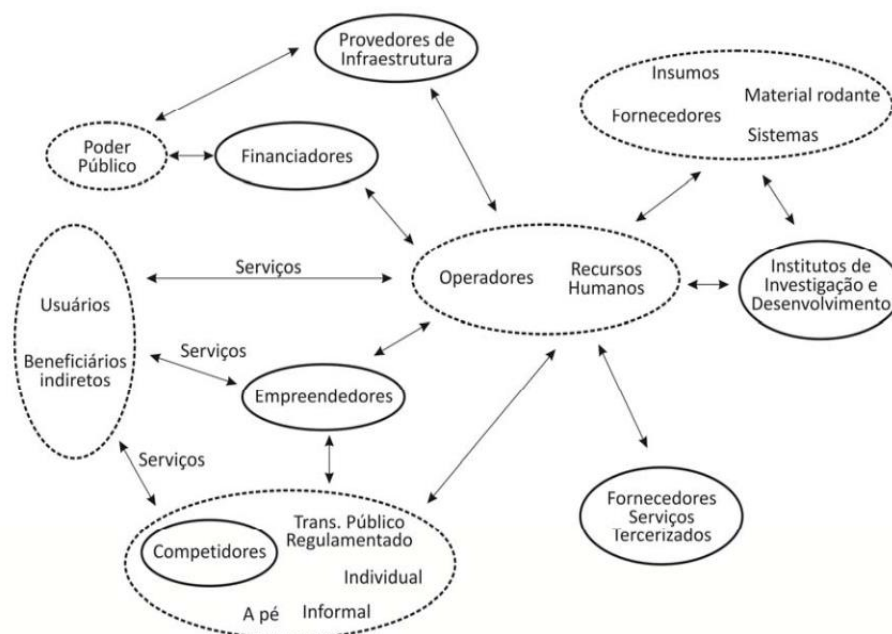 Provedores de
Infraestrutura
Insumos
Material rodante
Fornecedores
Sistemas
Poder
Público
Financiadores
Serviços
Operadores
Recursos
Humanos
Institutos de
Investigação e
Desenvolvimento
Usuários
Beneficiários
indiretos
Serviços
Empreendedores
Serviços
Fornecedores
Serviços
Tercerizados
Competidores
Trans. Público
Regulamentado
Individual
A pé
Informal